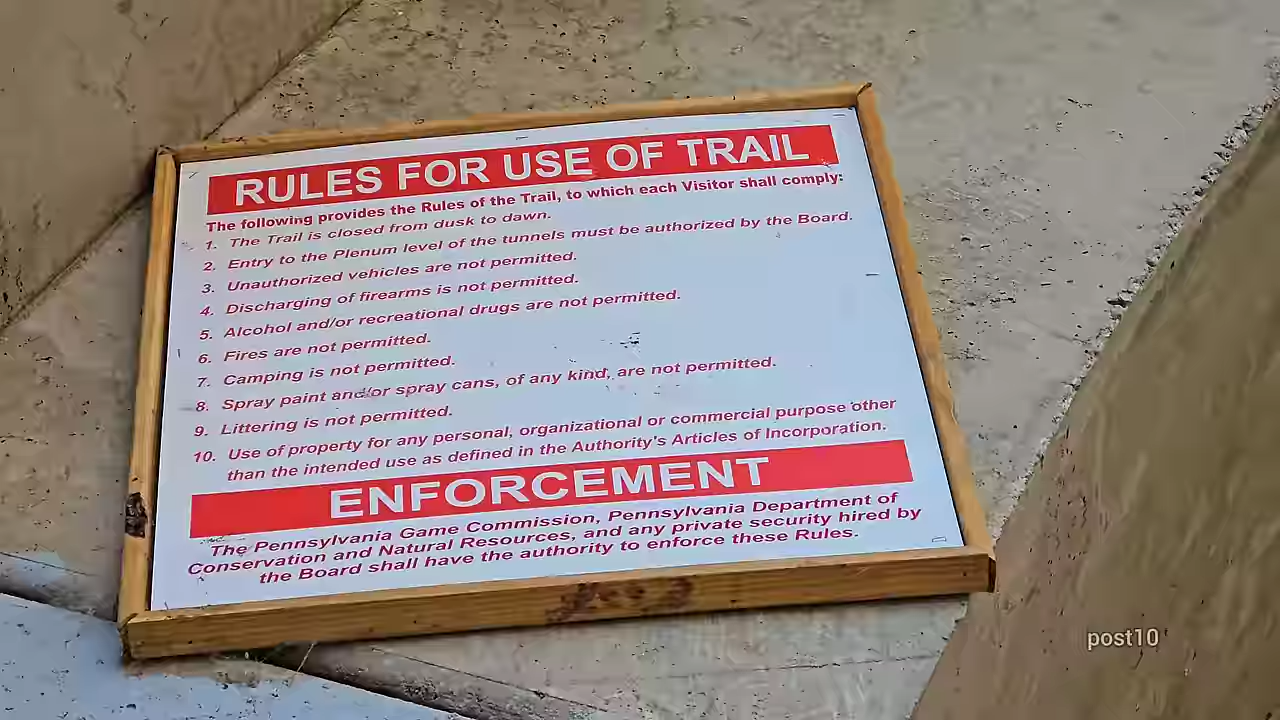 RULES FOR USE OF TRAIL
The following provides the Rules of the Trail, to which each Visitor shall comply:
1. The Trail is closed from dusk to dawn.
2. Entry to the Plenum level of the tunnels must be authorized by the Board.
3. Unauthorized vehicles are not permitted.
4. Discharging of firearms is not permitted.
5. Alcohol and/or recreational drugs are not permitted.
6. Fires are not permitted.
7. Camping is not permitted.
8. Spray paint and/or spray cans, of any kind, are not permitted.
9. Littering is not permitted.
10. Use of property for any personal, organizational or commercial purpose other
than the intended use as defined in the Authority's Articles of Incorporation.
ENFORCEMENT
The Pennsylvania Game Commission, Pennsylvania Department of
Conservation and Natural Resources, and any private security hired by
the Board shall have the authority to enforce these Rules.
post10